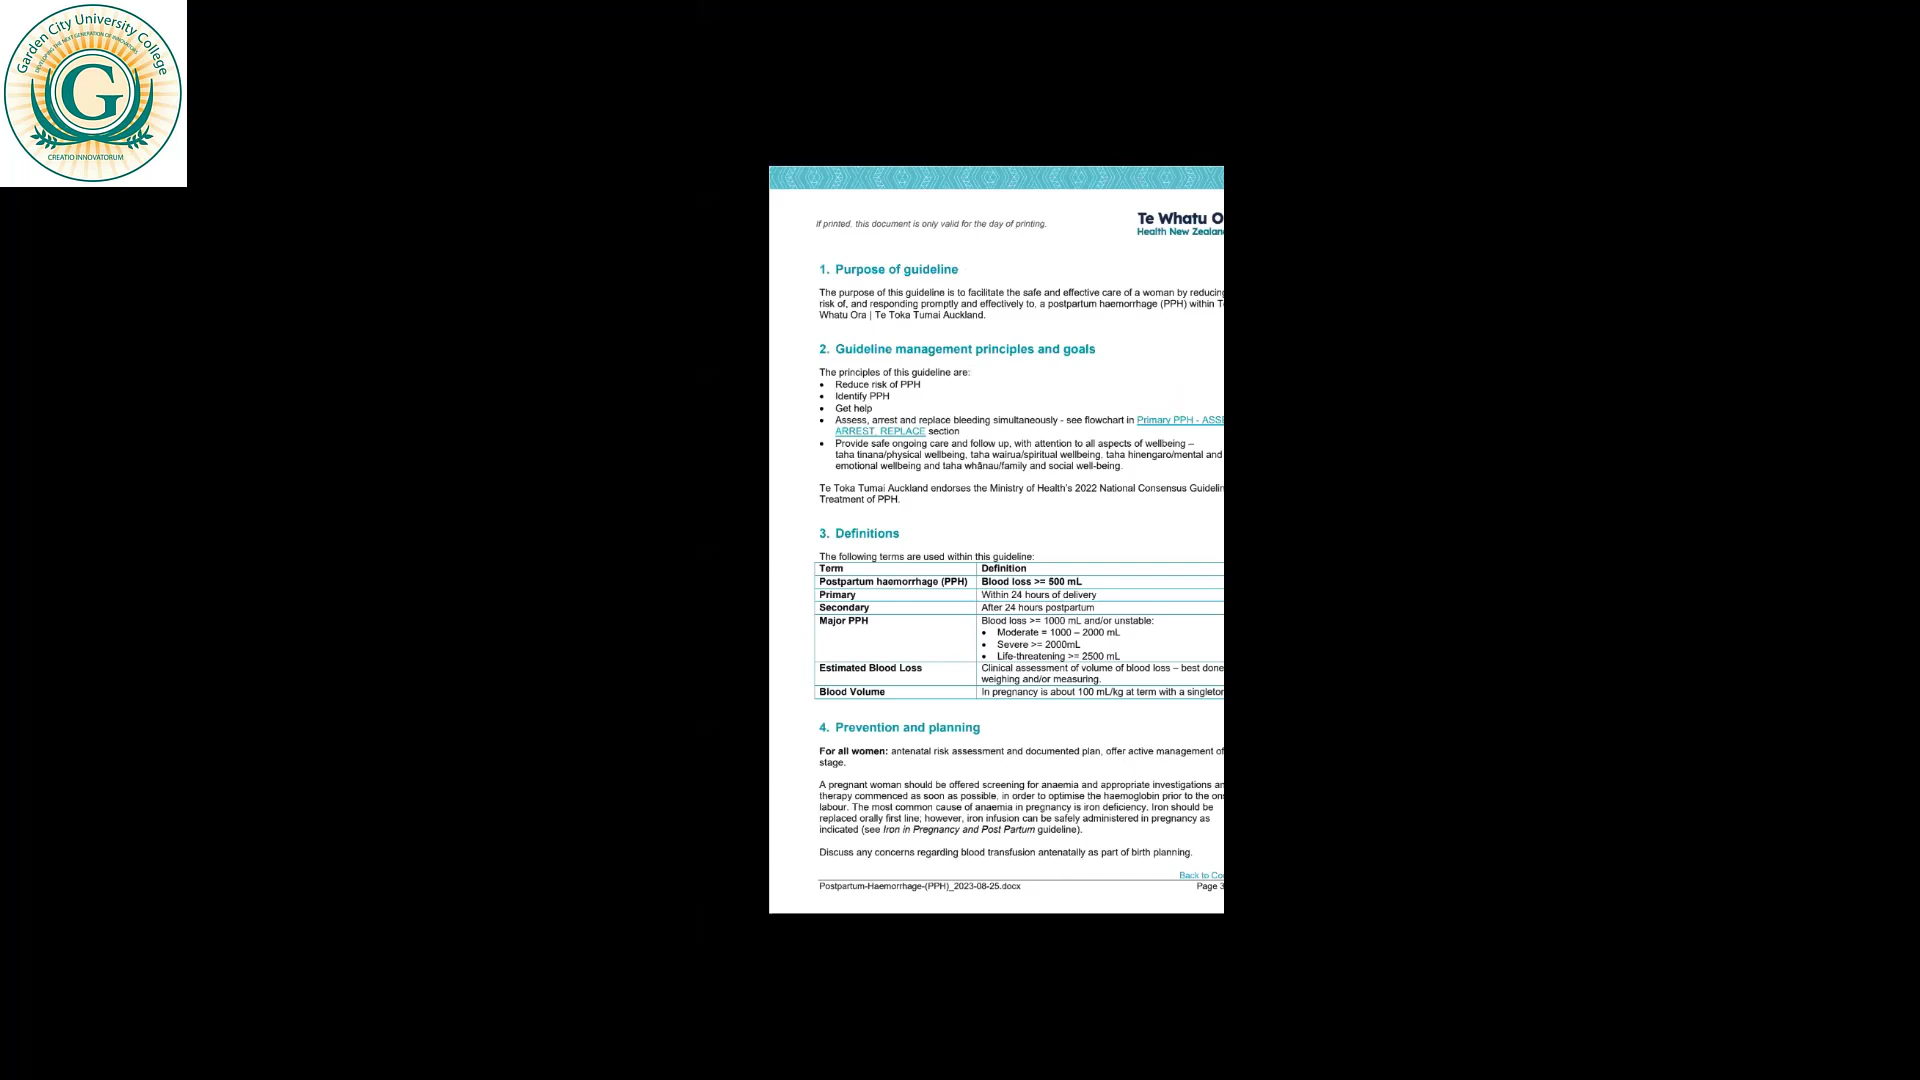 Garden City University College
DEVELOPING THE NEXT GENERATION OF INNOVATORS
G
CREATIO INNOVATORUM
If printed, this document is only valid for the day of printing.
Te Whatu O
Health New Zealan
1. Purpose of guideline
The purpose of this guideline is to facilitate the safe and effective care of a woman by reducing
risk of, and responding promptly and effectively to, a postpartum haemorrhage (PPH) within T
Whatu Ora | Te Toka Tumai Auckland.
2. Guideline management principles and goals
The principles of this guideline are:
• Reduce risk of PPH
• Identify PPH
• Get help
• Assess, arrest and replace bleeding simultaneously - see flowchart in Primary PPH - ASSE
ARREST, REPLACE section
• Provide safe ongoing care and follow up, with attention to all aspects of wellbeing –
taha tinana/physical wellbeing, taha wairua/spiritual wellbeing, taha hinengaro/mental and
emotional wellbeing and taha whānau/family and social well-being.
Te Toka Tumai Auckland endorses the Ministry of Health's 2022 National Consensus Guidelin
Treatment of PPH.
3. Definitions
The following terms are used within this guideline:
Term Definition
Postpartum haemorrhage (PPH) Blood loss >= 500 mL
Primary Within 24 hours of delivery
Secondary After 24 hours postpartum
Major PPH Blood loss >= 1000 mL and/or unstable:
• Moderate = 1000 – 2000 mL
• Severe >= 2000mL
• Life-threatening >= 2500 mL
Estimated Blood Loss Clinical assessment of volume of blood loss – best done
weighing and/or measuring.
Blood Volume In pregnancy is about 100 mL/kg at term with a singleton
4. Prevention and planning
For all women: antenatal risk assessment and documented plan, offer active management of
stage.
A pregnant woman should be offered screening for anaemia and appropriate investigations an
therapy commenced as soon as possible, in order to optimise the haemoglobin prior to the ons
labour. The most common cause of anaemia in pregnancy is iron deficiency. Iron should be
replaced orally first line; however, iron infusion can be safely administered in pregnancy as
indicated (see Iron in Pregnancy and Post Partum guideline).
Discuss any concerns regarding blood transfusion antenatally as part of birth planning.
Back to Co
Postpartum-Haemorrhage-(PPH)_2023-08-25.docx Page 3